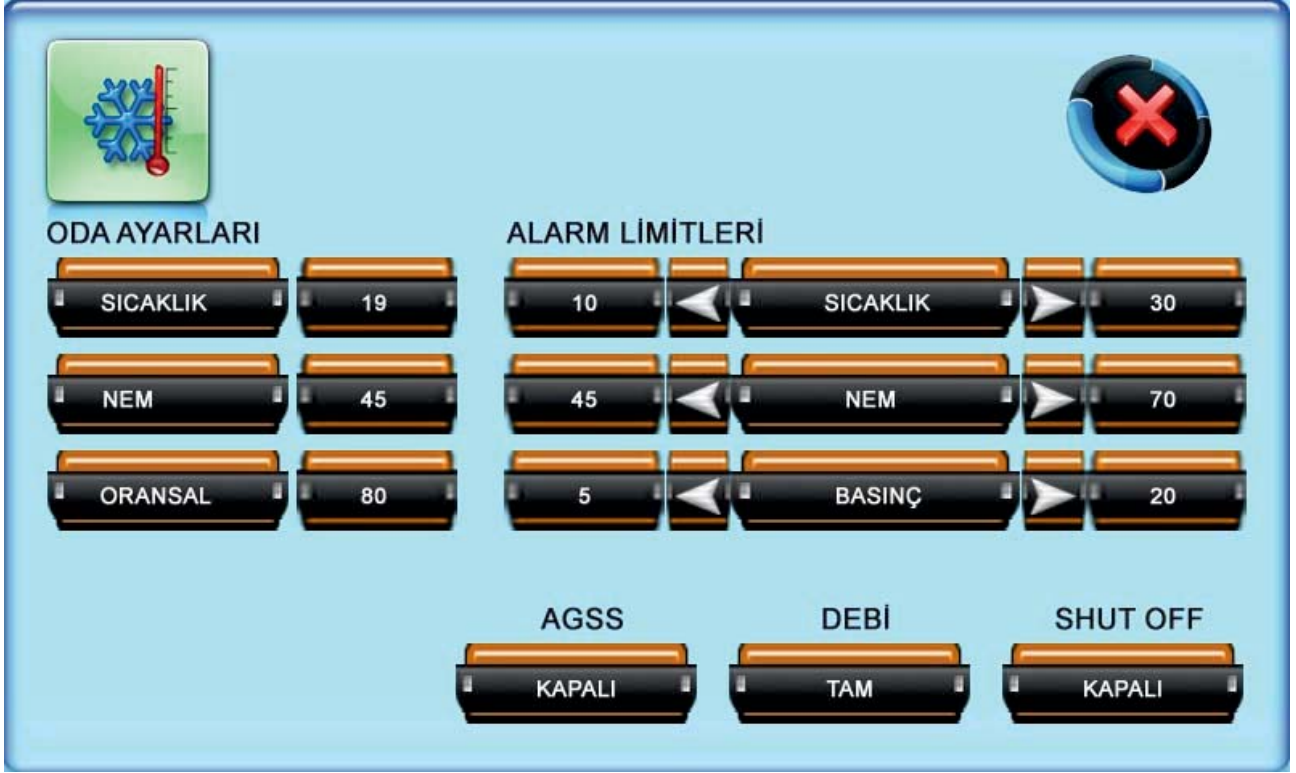 ODA AYARLARI
ALARM LİMİTLERİ
SICAKLIK 19 10 SICAKLIK 30
NEM 45 45 NEM 70
ORANSAL 80 5 BASINÇ 20
AGSS DEBİ SHUT OFF
KAPALI TAM KAPALI